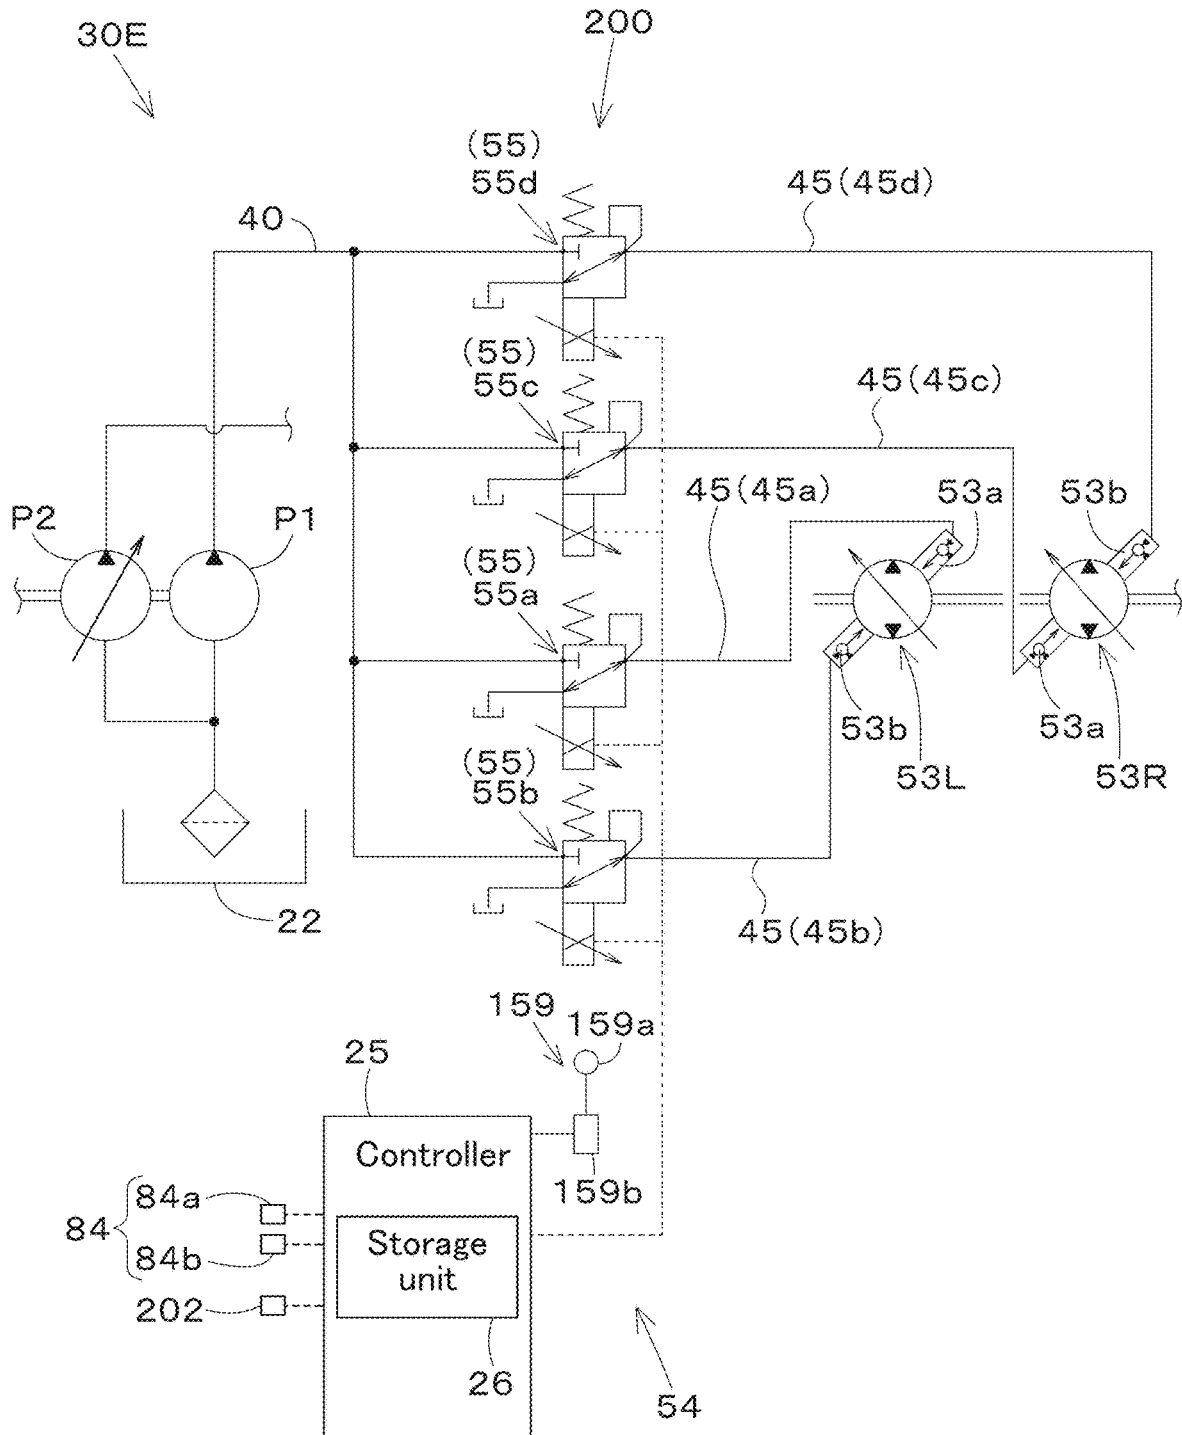 30E
200
(55)
55d
45(45d)
40
(55)
55c
45(45c)
45(45a)
53a
53b
P2
P1
(55)
55a
53b
53a
53L
53R
(55)
55b
22
45(45b)
159
159a
25
Controller
159b
84a
84
84b
Storage
unit
202
26
54